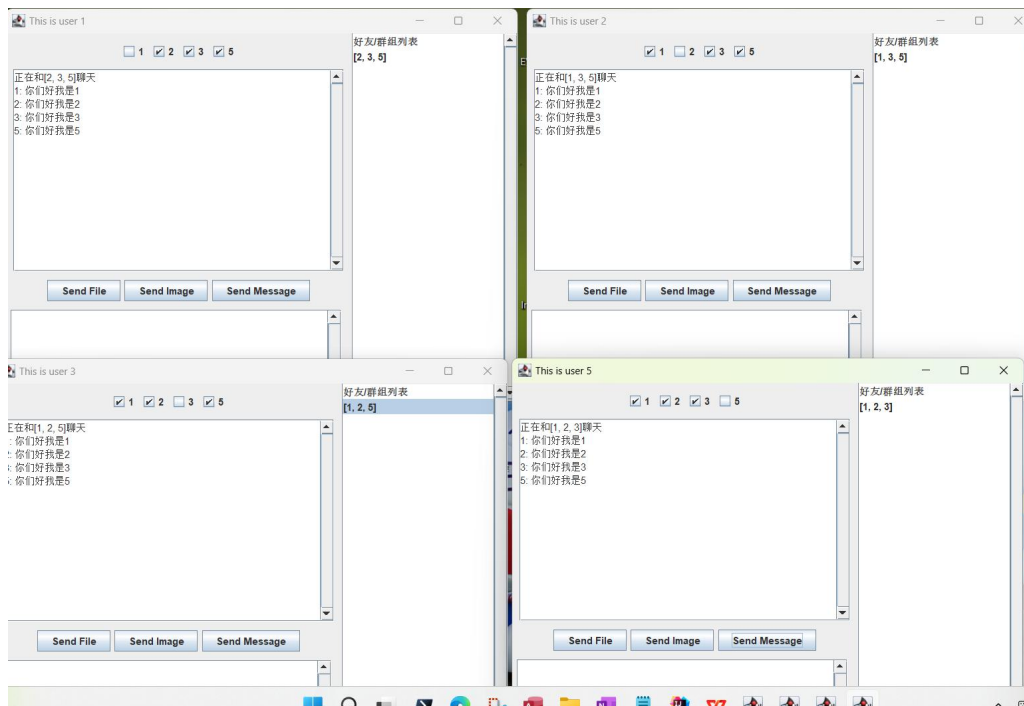 This is user 1
1 2 3 5
好友/群组列表
[2, 3, 5]
正在和[2, 3, 5]聊天
1: 你们好我是1
2: 你们好我是2
3: 你们好我是3
5: 你们好我是5
Send File Send Image Send Message
This is user 2
1 2 3 5
好友/群组列表
[1, 3, 5]
正在和[1, 3, 5]聊天
1: 你们好我是1
2: 你们好我是2
3: 你们好我是3
5: 你们好我是5
Send File Send Image Send Message
This is user 3
1 2 3 5
好友/群组列表
[1, 2, 5]
正在和[1, 2, 5]聊天
: 你们好我是1
: 你们好我是2
: 你们好我是3
: 你们好我是5
Send File Send Image Send Message
This is user 5
1 2 3 5
好友/群组列表
[1, 2, 3]
正在和[1, 2, 3]聊天
1: 你们好我是1
2: 你们好我是2
3: 你们好我是3
5: 你们好我是5
Send File Send Image Send Message